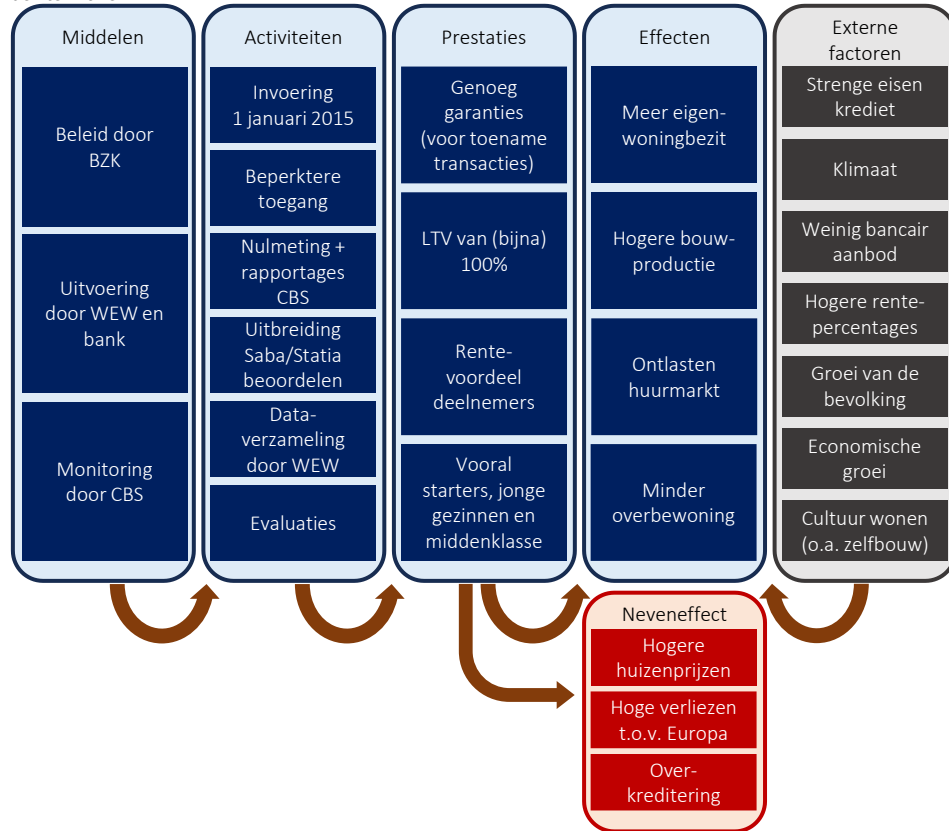 Middelen
Beleid door
BZK
Uitvoering
door WEW en
bank
Monitoring
door CBS
Activiteiten
Invoering
1 januari 2015
Beperktere
toegang
Nulmeting +
rapportages
CBS
Uitbreiding
Saba/Statia
beoordelen
Data-
verzameling
door WEW
Evaluaties
Prestaties
Genoeg
garanties
(voor toename
transacties)
LTV van (bijna)
100%
Rente-
voordeel
deelnemers
Vooral
starters, jonge
gezinnen en
middenklasse
Effecten
Meer eigen-
woningbezit
Hogere bouw-
productie
Ontlasten
huurmarkt
Minder
overbewoning
Externe
factoren
Strenge eisen
krediet
Klimaat
Weinig bancair
aanbod
Hogere rente-
percentages
Groei van de
bevolking
Economische
groei
Cultuur wonen
(o.a. zelfbouw)
Neveneffect
Hogere
huizenprijzen
Hoge verliezen
t.o.v. Europa
Over-
kreditering